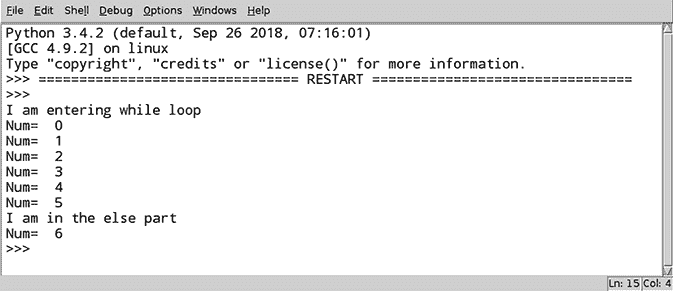 File Edit Shell Debug Options Windows Help
Python 3.4.2 (default, Sep 26 2018, 07:16:01)
[GCC 4.9.2] on linux
Type "copyright", "credits" or "license()" for more information.
>>> ================================ RESTART ================================
>>>
I am entering while loop
Num=  0
Num=  1
Num=  2
Num=  3
Num=  4
Num=  5
I am in the else part
Num=  6
>>>
Ln: 15 Col: 4